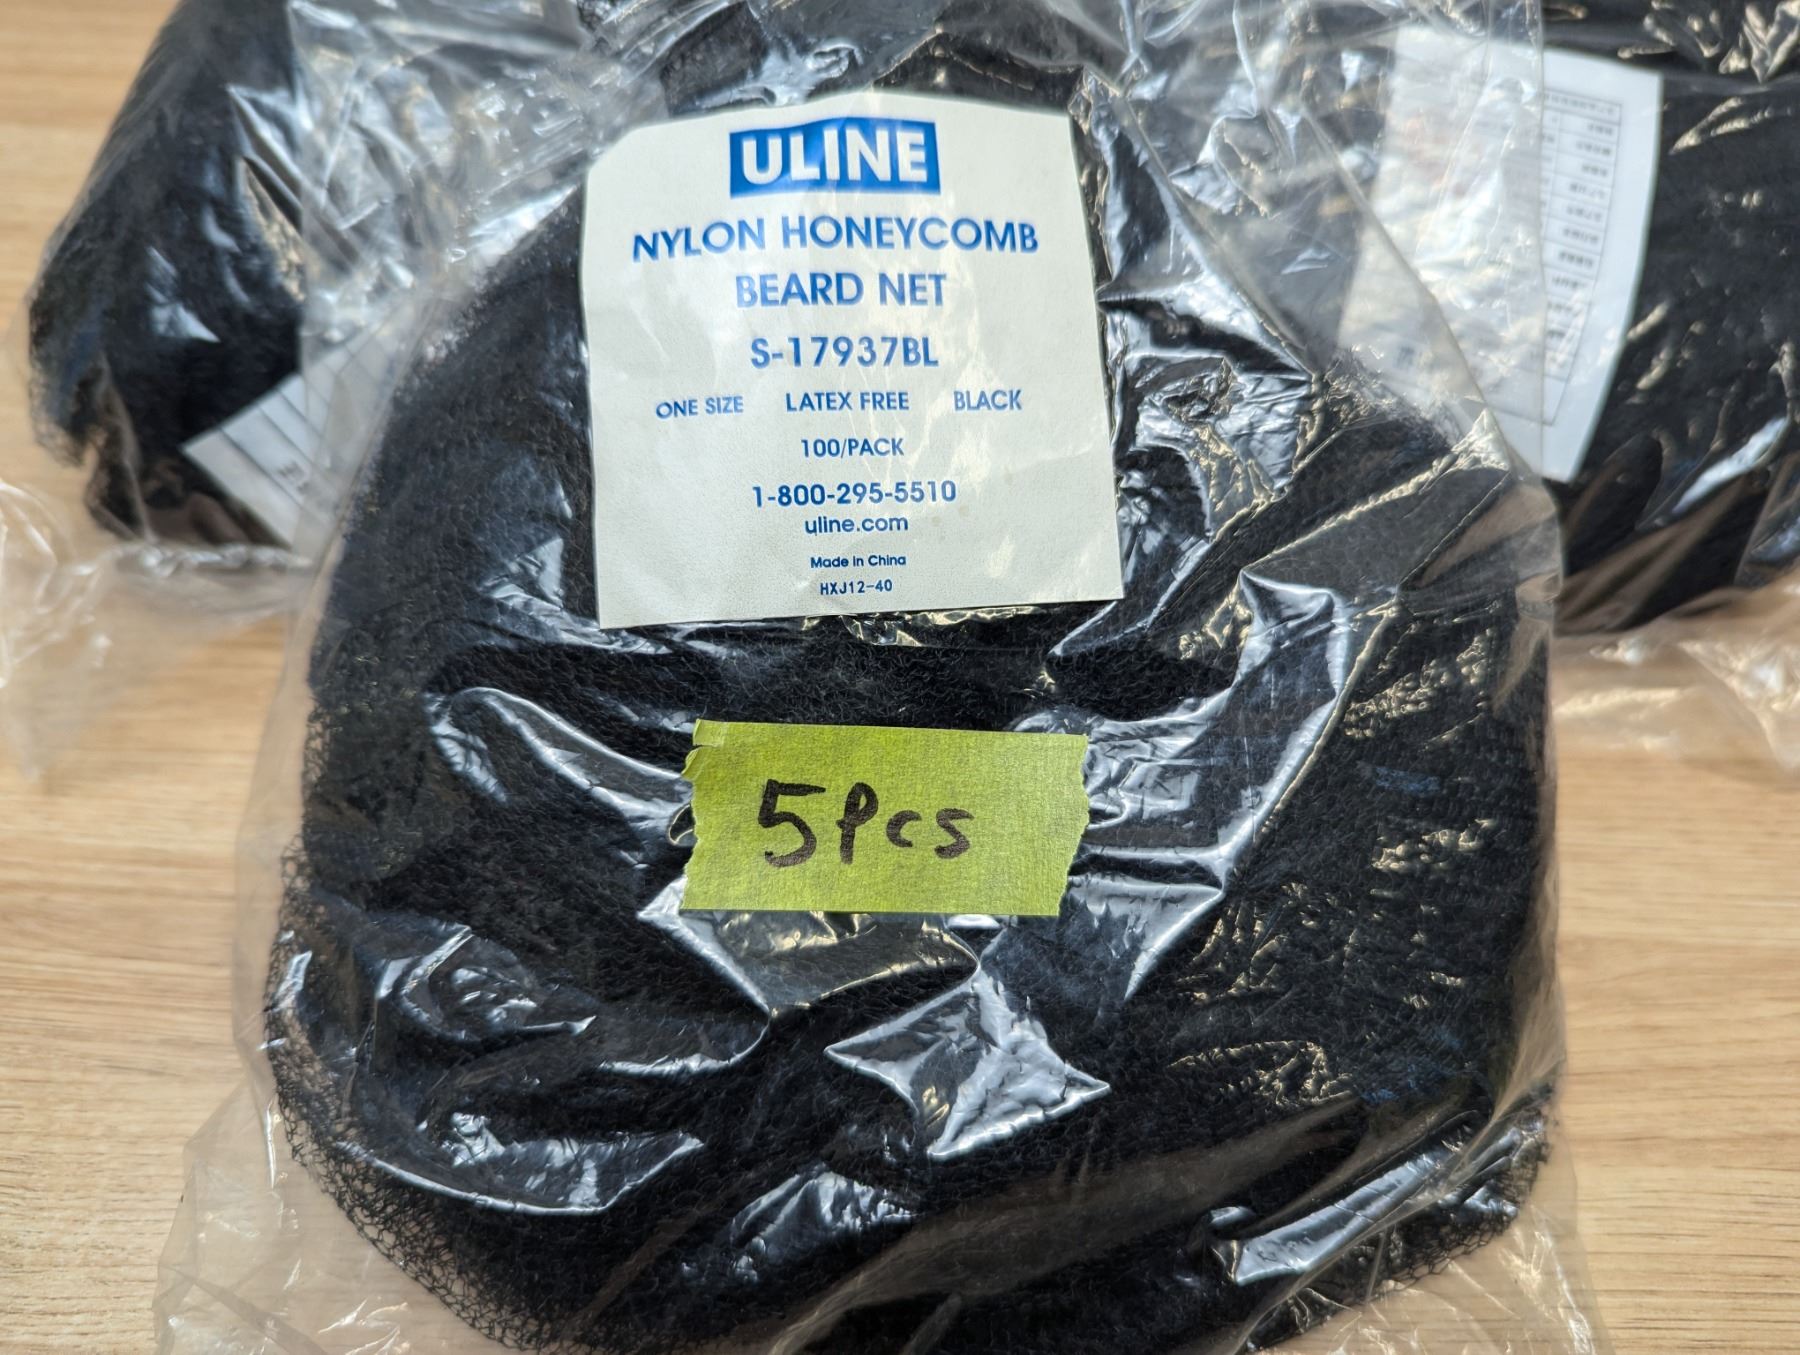 ULINE
NYLON HONEYCOMB
BEARD NET
S-17937BL
ONE SIZE LATEX FREE BLACK
100/PACK
1-800-295-5510
uline.com
Made in China
HXJ12-40
5Pcs